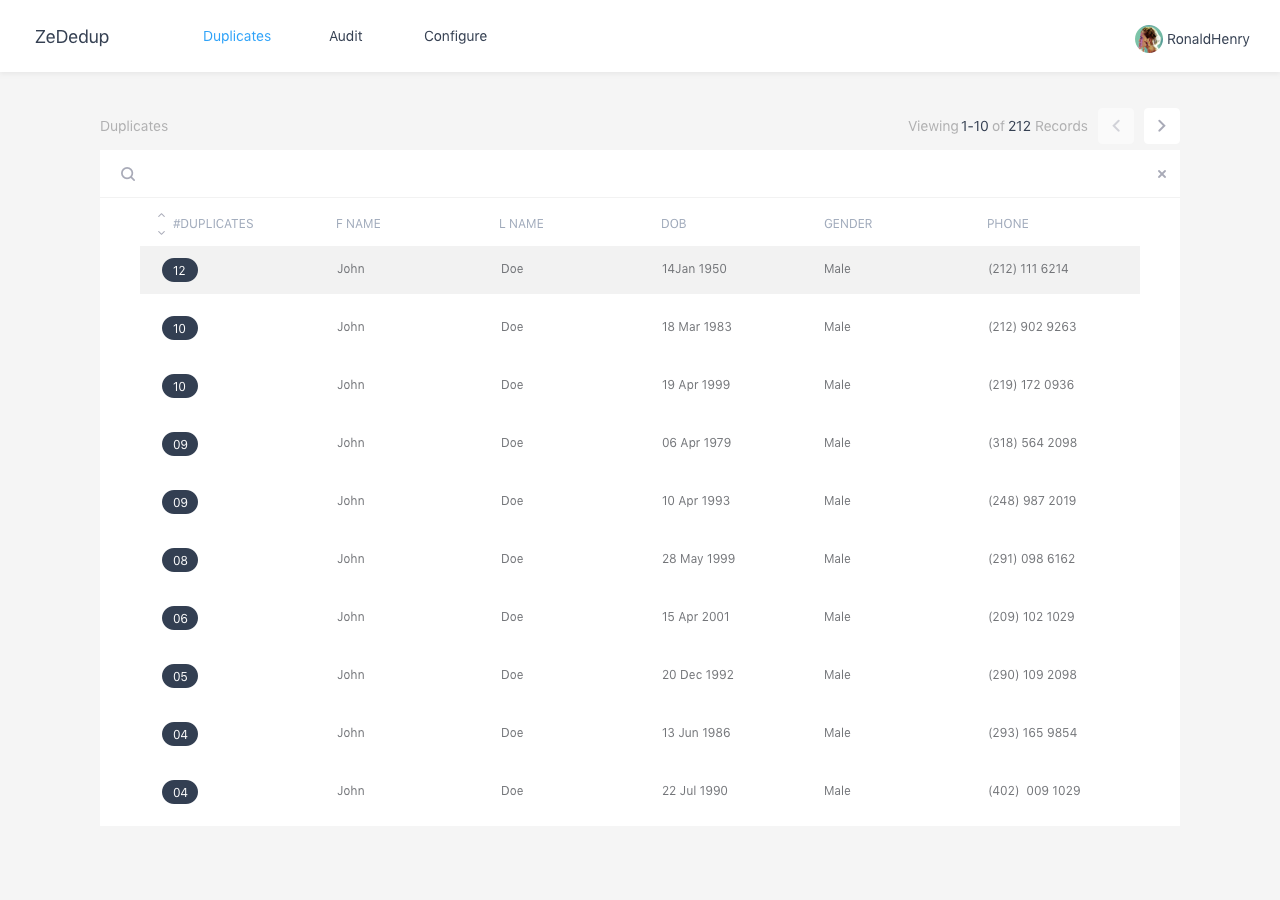 ZeDedup Duplicates Audit Configure RonaldHenry
Duplicates Viewing 1-10 of 212 Records
#DUPLICATES F NAME L NAME DOB GENDER PHONE
12 John Doe 14Jan 1950 Male (212) 111 6214
10 John Doe 18 Mar 1983 Male (212) 902 9263
10 John Doe 19 Apr 1999 Male (219) 172 0936
09 John Doe 06 Apr 1979 Male (318) 564 2098
09 John Doe 10 Apr 1993 Male (248) 987 2019
08 John Doe 28 May 1999 Male (291) 098 6162
06 John Doe 15 Apr 2001 Male (209) 102 1029
05 John Doe 20 Dec 1992 Male (290) 109 2098
04 John Doe 13 Jun 1986 Male (293) 165 9854
04 John Doe 22 Jul 1990 Male (402)  009 1029